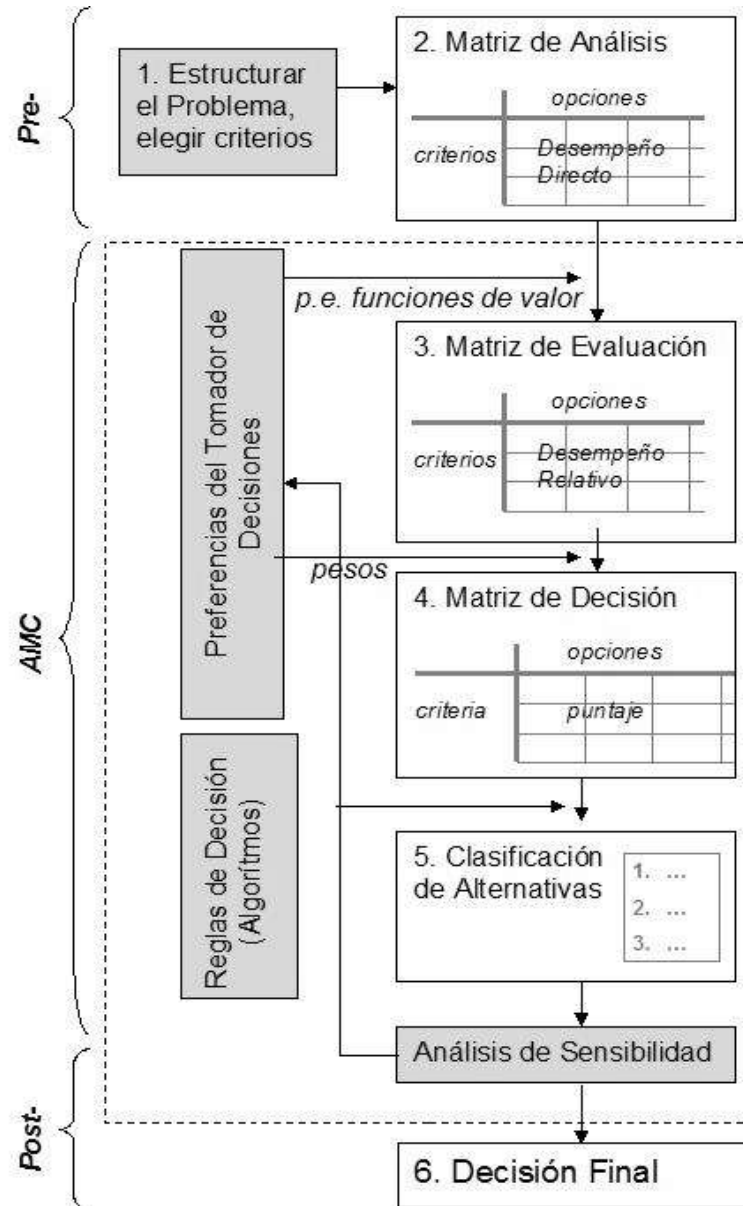 Pre-
1. Estructurar
el Problema,
elegir criterios
2. Matriz de Análisis
opciones
criterios
Desempeño
Directo
AMC
Preferencias del Tomador de
Decisiones
p.e. funciones de valor
3. Matriz de Evaluación
opciones
criterios
Desempeño
Relativo
pesos
4. Matriz de Decisión
opciones
criteria
puntaje
Reglas de Decisión
(Algorítmos)
5. Clasificación
de Alternativas
1. ...
2. ...
3. ...
Análisis de Sensibilidad
Post-
6. Decisión Final